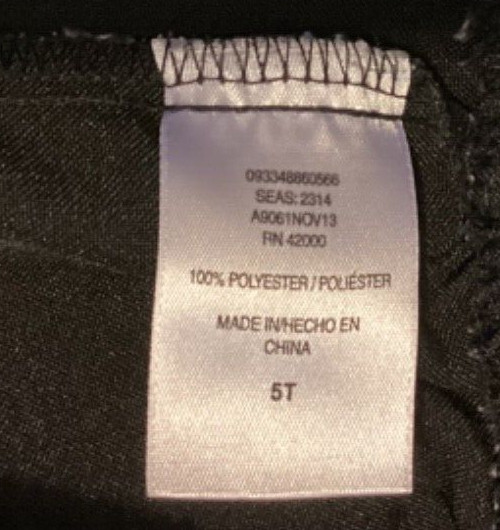 093348860566
SEAS: 2314
A9061NOV13
RN 42000
100% POLYESTER / POLIÉSTER
MADE IN/HECHO EN
CHINA
5T